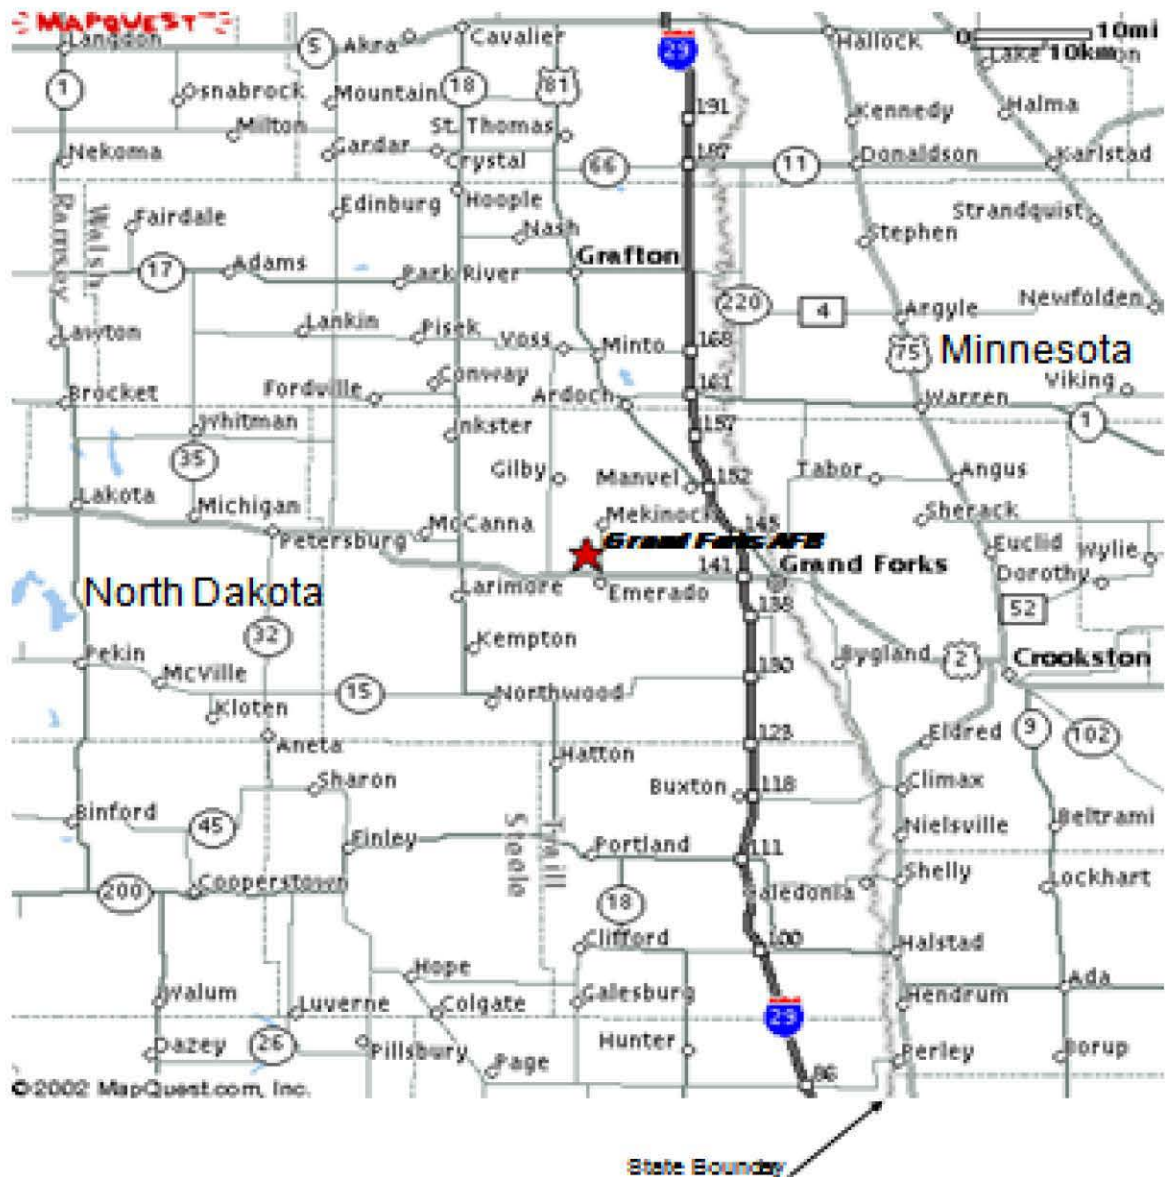 MAPQUEST
10mi
10km
Langdon
5
Akra
Cavalier
29
Hallock
0
Lake
1
Osnabrock
Mountain
18
81
191
Kennedy
Halma
Milton
St. Thomas
Nekoma
Gardar
Crystal
66
187
11
Donaldson
Karlstad
Ramsey
Walsh
Fairdale
Edinburg
Hoople
Nash
Stephen
Strandquist
Grafton
17
Adams
Park River
220
4
Argyle
Newfolden
Lawton
Lankin
Pisek
Voss
Minto
168
75
Minnesota
Brocket
Fordville
Conway
Ardoch
161
Warren
Viking
1
Whitman
Inkster
157
35
Gilby
Manvel
152
Tabor
Angus
Lakota
Michigan
McCanna
Mekinock
145
Sherack
Petersburg
Grand Forks AFB
Euclid
Wylie
North Dakota
Larimore
Emerado
141
Grand Forks
Dorothy
138
52
32
Kempton
Pekin
McVille
130
Bygland
2
Crookston
15
Northwood
Kloten
Aneta
Hatton
123
Eldred
9
102
Sharon
Buxton
118
Climax
Binford
45
Finley
Steele
Traill
Portland
111
Nielsville
Beltrami
200
Cooperstown
18
Caledonia
Shelly
Lockhart
Clifford
100
Halstad
Walum
Hope
Luverne
Colgate
Galesburg
29
Hendrum
Ada
Dazey
26
Pillsbury
Page
Hunter
Perley
Borup
86
©2002 MapQuest.com, Inc.
State Bounday